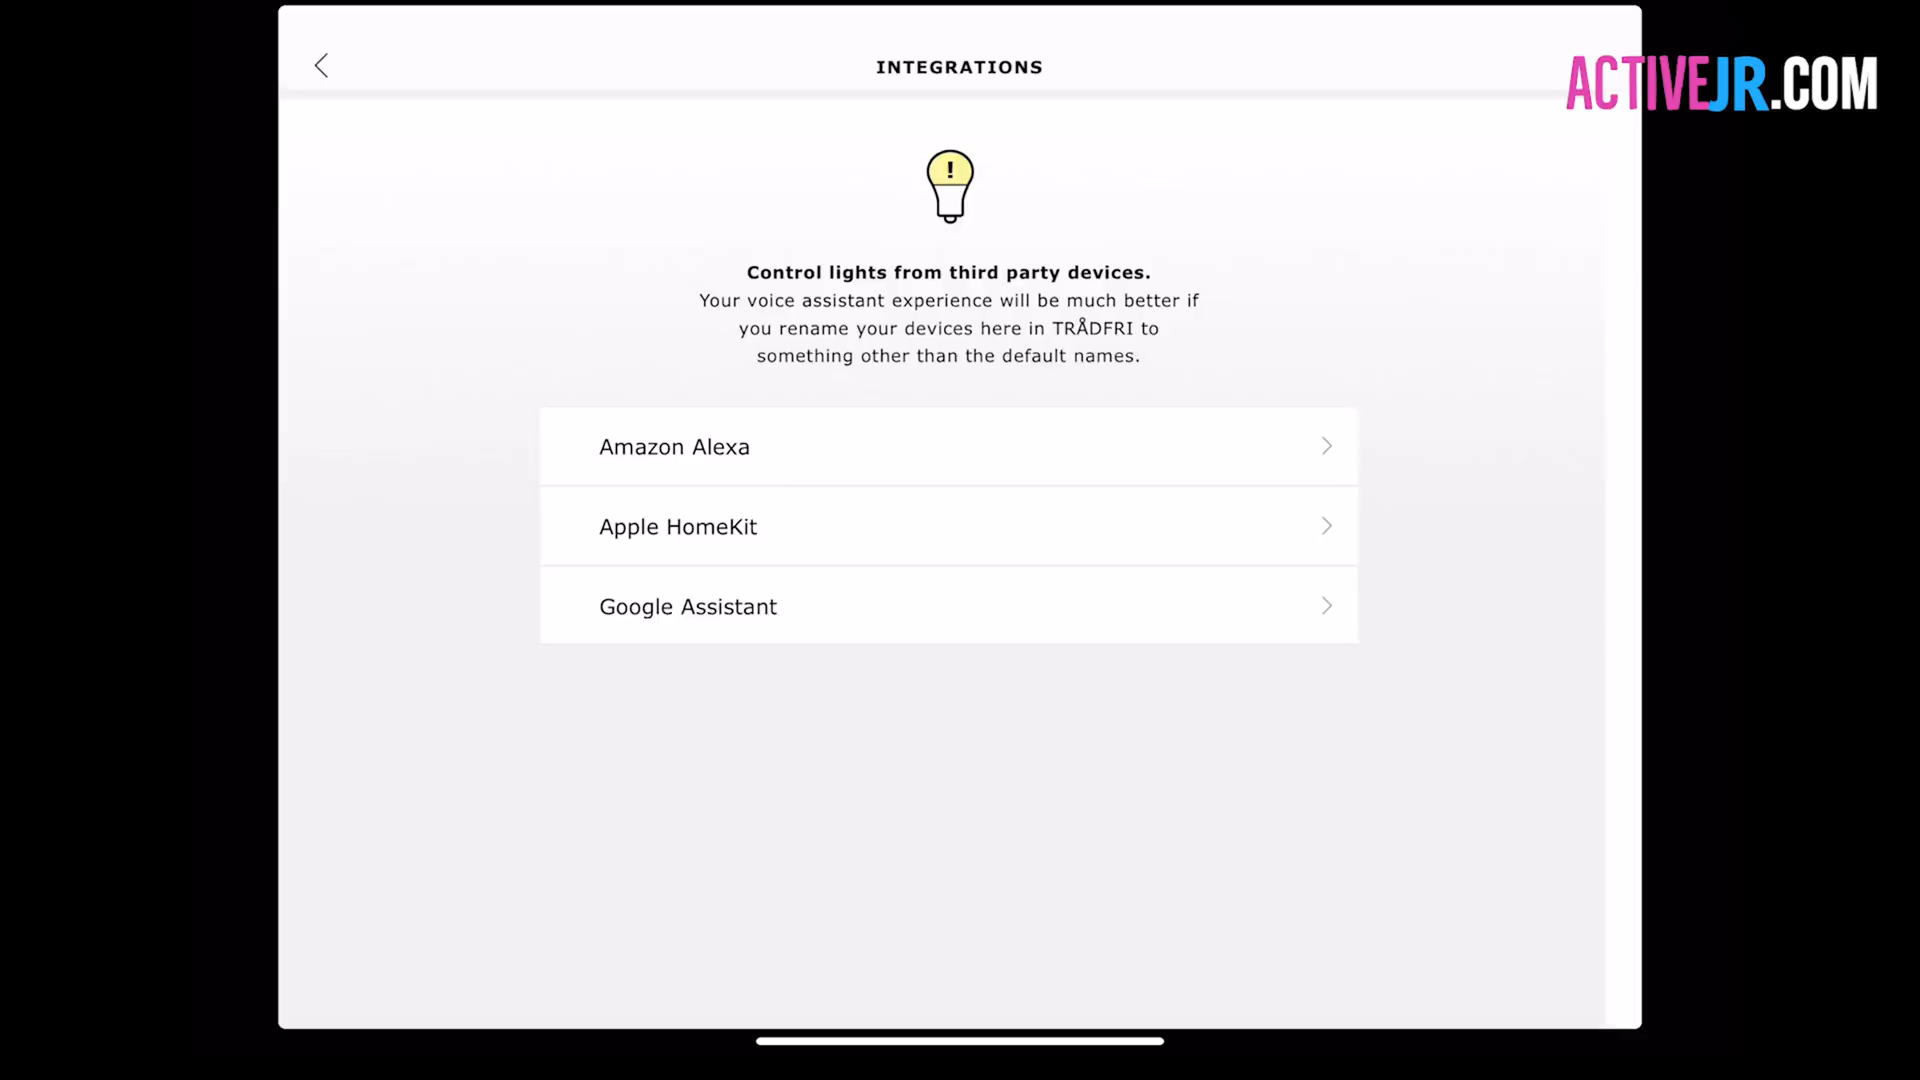 INTEGRATIONS
ACTIVEJR.COM
!
Control lights from third party devices.
Your voice assistant experience will be much better if
you rename your devices here in TRÅDFRI to
something other than the default names.
Amazon Alexa
Apple HomeKit
Google Assistant